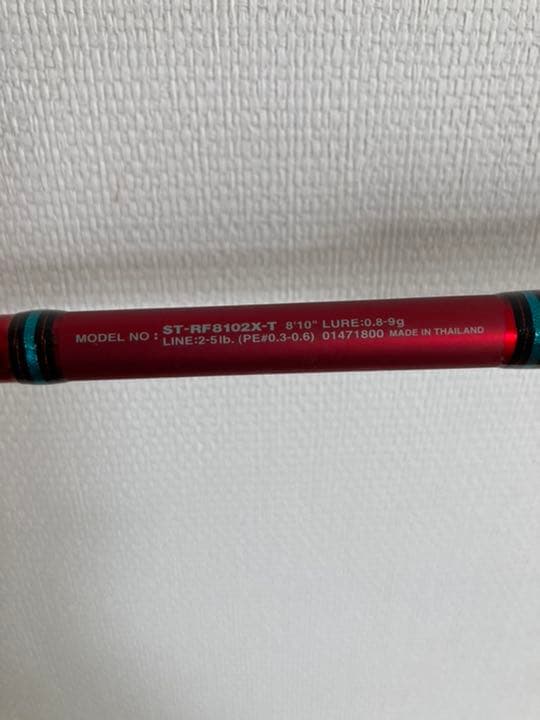 MODEL NO : ST-RF8102X-T 8'10" LURE:0.8-9g
LINE:2-5lb. (PE#0.3-0.6) 01471800 MADE IN THAILAND